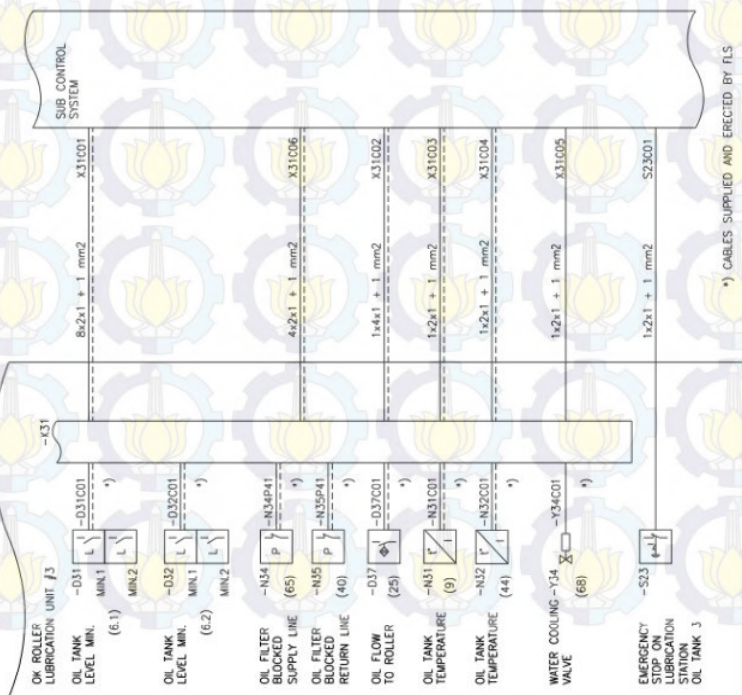 OK ROLLER
LUBRICATION UNIT #3
-X31
SUB CONTROL
SYSTEM
OIL TANK
LEVEL MIN.
(6.1)
-D31
MIN.1
MIN.2
L
L
-D31C01
*)
8x2x1 + 1 mm2
X31C01
OIL TANK
LEVEL MIN.
(6.2)
-D32
MIN.1
MIN.2
L
L
-D32C01
*)
OIL FILTER
BLOCKED
SUPPLY LINE
-N34
(65)
P
-N34P41
*)
4x2x1 + 1 mm2
X31C06
OIL FILTER
BLOCKED
RETURN LINE
-N35
(40)
P
-N35P41
*)
OIL FLOW
TO ROLLER
-D37
(25)
-D37C01
*)
1x4x1 + 1 mm2
X31C02
OIL TANK
TEMPERATURE
-N31
(9)
-N31C01
*)
1x2x1 + 1 mm2
X31C03
OIL TANK
TEMPERATURE
-N32
(44)
-N32C01
*)
1x2x1 + 1 mm2
X31C04
WATER COOLING
VALVE
-Y34
(68)
-Y34C01
1x2x1 + 1 mm2
X31C05
EMERGENCY
STOP ON
LUBRICATION
STATION
OIL TANK 3
-S23
1x2x1 + 1 mm2
S23C01
*) CABLES SUPPLIED AND ERECTED BY FLS